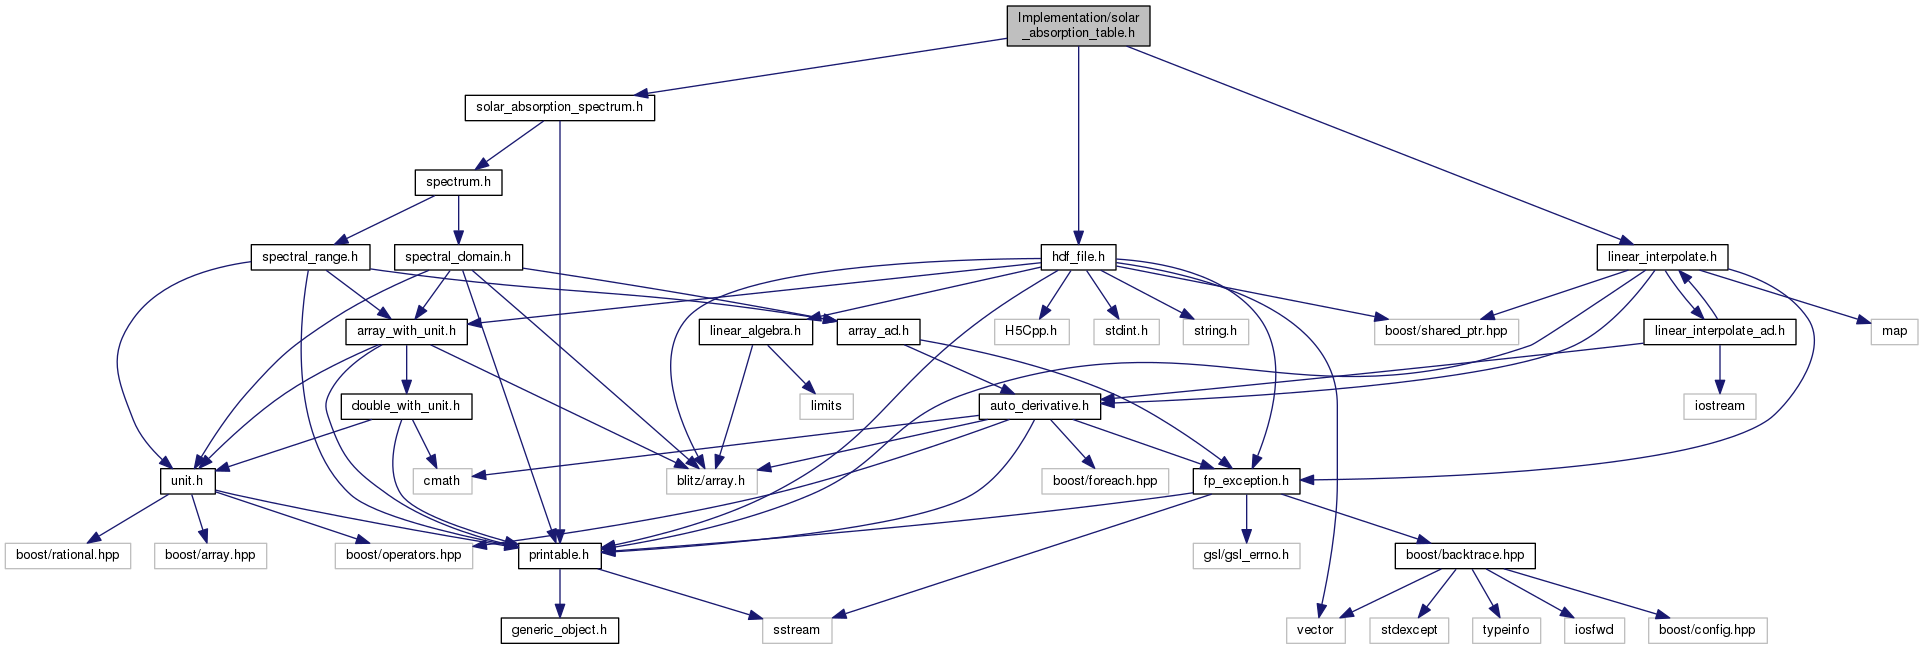 Implementation/solar
_absorption_table.h
solar_absorption_spectrum.h
spectrum.h
spectral_range.h
spectral_domain.h
hdf_file.h
linear_interpolate.h
array_with_unit.h
linear_algebra.h
array_ad.h
H5Cpp.h
stdint.h
string.h
boost/shared_ptr.hpp
linear_interpolate_ad.h
map
double_with_unit.h
limits
auto_derivative.h
iostream
unit.h
cmath
blitz/array.h
boost/foreach.hpp
fp_exception.h
boost/rational.hpp
boost/array.hpp
boost/operators.hpp
printable.h
gsl/gsl_errno.h
boost/backtrace.hpp
generic_object.h
sstream
vector
stdexcept
typeinfo
iosfwd
boost/config.hpp